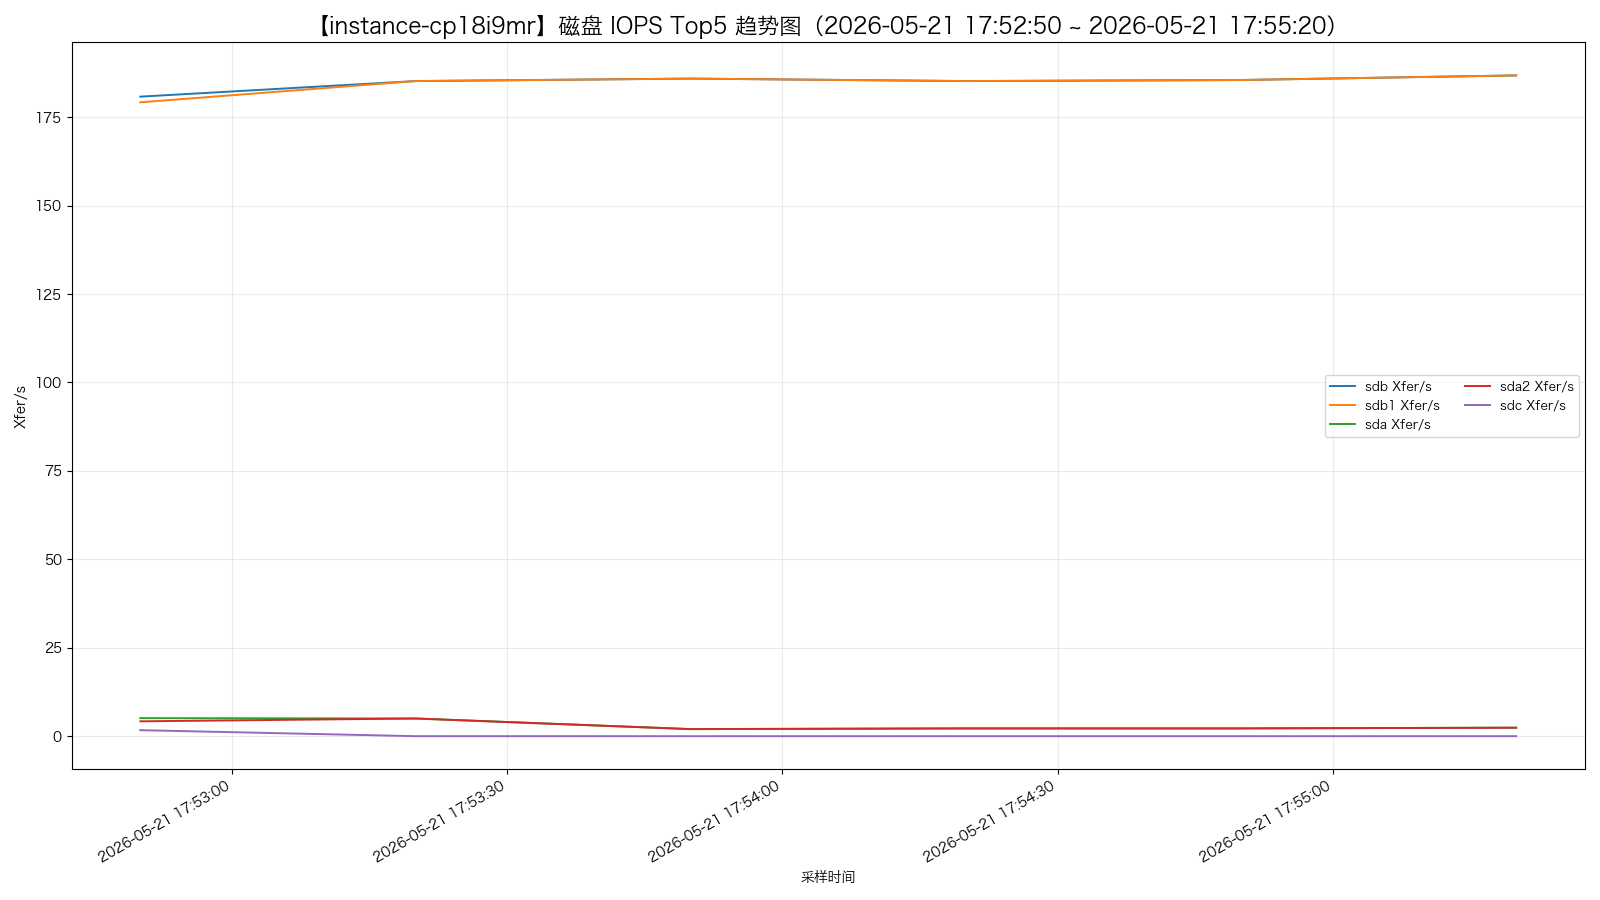 【instance-cp18i9mr】磁盘 IOPS Top5 趋势图（2026-05-21 17:52:50 ~ 2026-05-21 17:55:20）
Xfer/s
175
150
125
100
75
50
25
0
sdb Xfer/s
sdb1 Xfer/s
sda Xfer/s
sda2 Xfer/s
sdc Xfer/s
2026-05-21 17:53:00
2026-05-21 17:53:30
2026-05-21 17:54:00
2026-05-21 17:54:30
2026-05-21 17:55:00
采样时间